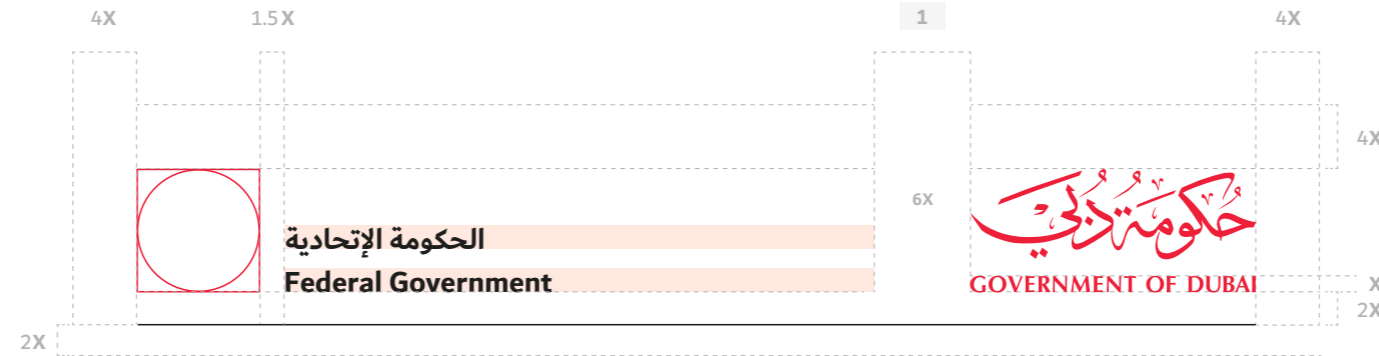 4X 1.5X 1 4X
4X
6X
حكومة دبي
الحكومة الإتحادية
Federal Government
GOVERNMENT OF DUBAI
X
2X
2X